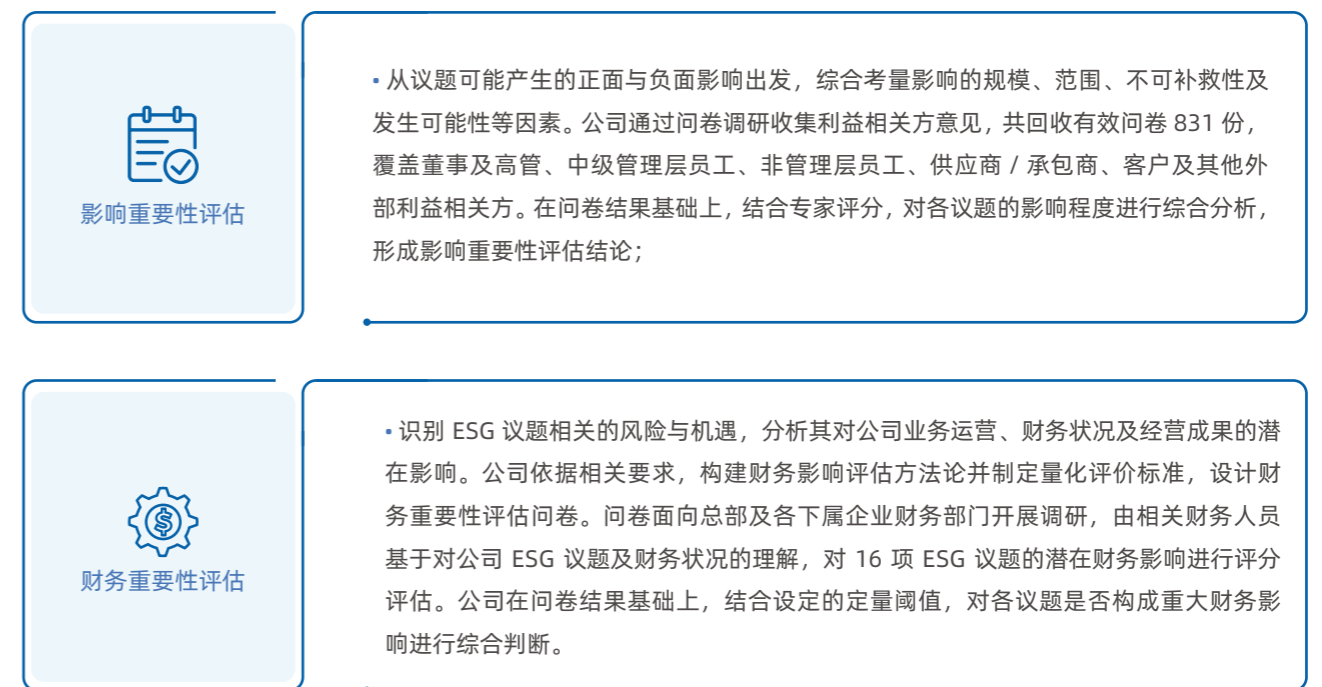 影响重要性评估
• 从议题可能产生的正面与负面影响出发，综合考量影响的规模、范围、不可补救性及
发生可能性等因素。公司通过问卷调研收集利益相关方意见，共回收有效问卷 831 份，
覆盖董事及高管、中级管理层员工、非管理层员工、供应商 / 承包商、客户及其他外
部利益相关方。在问卷结果基础上，结合专家评分，对各议题的影响程度进行综合分析，
形成影响重要性评估结论；
财务重要性评估
• 识别 ESG 议题相关的风险与机遇，分析其对公司业务运营、财务状况及经营成果的潜
在影响。公司依据相关要求，构建财务影响评估方法论并制定量化评价标准，设计财
务重要性评估问卷。问卷面向总部及各下属企业财务部门开展调研，由相关财务人员
基于对公司 ESG 议题及财务状况的理解，对 16 项 ESG 议题的潜在财务影响进行评分
评估。公司在问卷结果基础上，结合设定的定量阈值，对各议题是否构成重大财务影
响进行综合判断。